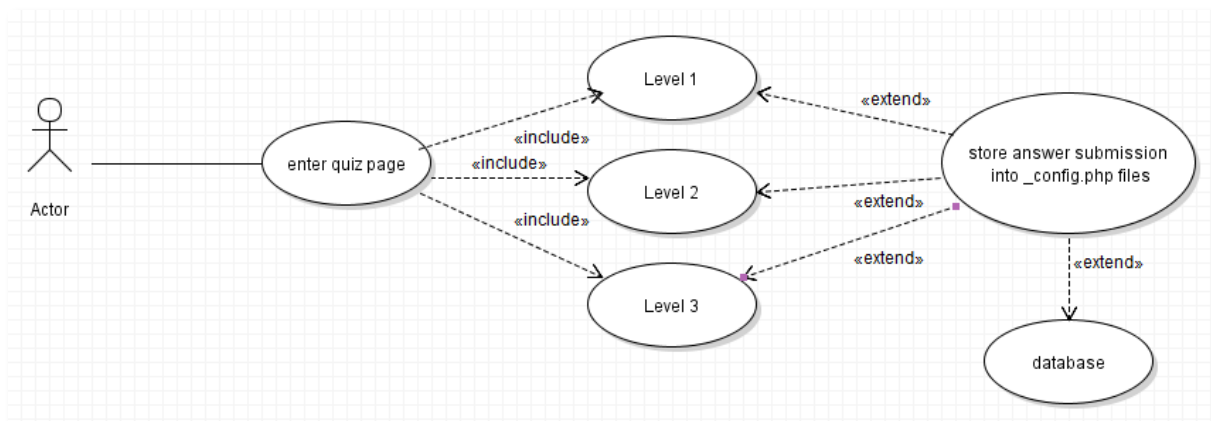 Level 1
«extend»
«include»
enter quiz page
«include»
store answer submission
into _config.php files
Level 2
«extend»
Actor
«include»
«extend»
«extend»
Level 3
database